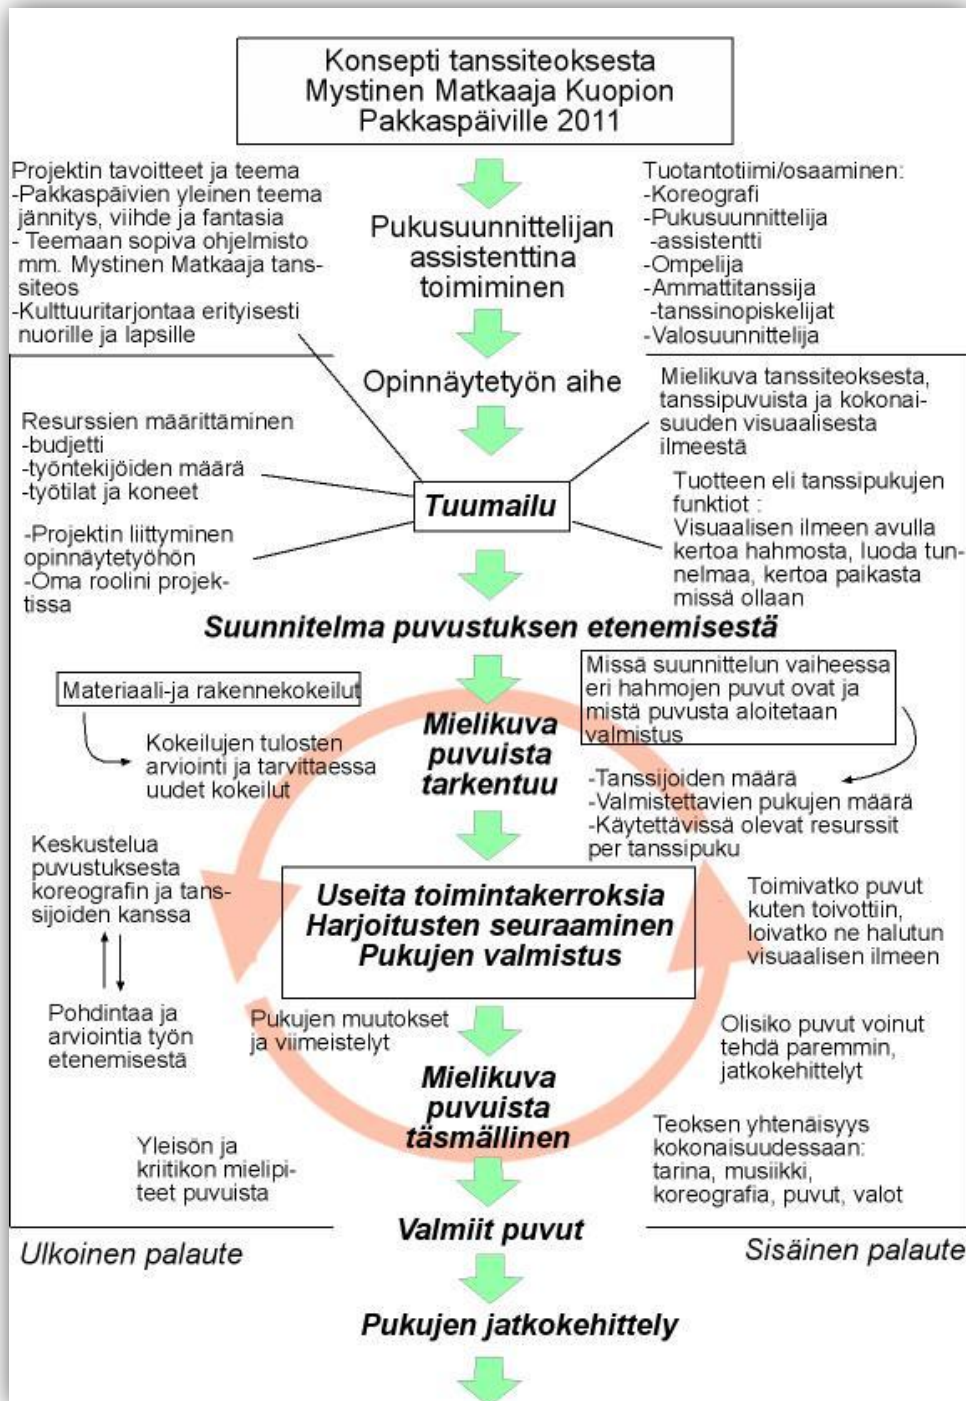 Konsepti tanssiteoksesta
Mystinen Matkaaja Kuopion
Pakkaspäiville 2011
Projektin tavoitteet ja teema
-Pakkaspäivien yleinen teema
jännitys, viihde ja fantasia
- Teemaan sopiva ohjelmisto
mm. Mystinen Matkaaja tans-
siteos
-Kulttuuritarjontaa erityisesti
nuorille ja lapsille
Pukusuunnittelijan
assistenttina
toimiminen
Tuotantotiimi/osaaminen:
-Koreografi
-Pukusuunnittelija
-assistentti
-Ompelija
-Ammattitanssija
-tanssinopiskelijat
-Valosuunnittelija
Opinnäytetyön aihe
Resurssien määrittäminen
-budjetti
-työntekijöiden määrä
-työtilat ja koneet
Mielikuva tanssiteoksesta,
tanssipuvuista ja kokonai-
suuden visuaalisesta
ilmeestä
Tuumailu
-Projektin liittyminen
opinnäytetyöhön
-Oma roolini projek-
tissa
Tuotteen eli tanssipukujen
funktiot :
Visuaalisen ilmeen avulla
kertoa hahmosta, luoda tun-
nelmaa, kertoa paikasta
missä ollaan
Suunnitelma puvustuksen etenemisestä
Materiaali-ja rakennekokeilut
Missä suunnittelun vaiheessa
eri hahmojen puvut ovat ja
mistä puvusta aloitetaan
valmistus
Mielikuva
puvuista
tarkentuu
Kokeilujen tulosten
arviointi ja tarvittaessa
uudet kokeilut
-Tanssijoiden määrä
-Valmistettavien pukujen määrä
-Käytettävissä olevat resurssit
per tanssipuku
Keskustelua
puvustuksesta
koreografin ja tans-
sijoiden kanssa
Useita toimintakerroksia
Harjoitusten seuraaminen
Pukujen valmistus
Toimivatko puvut
kuten toivottiin,
loivatko ne halutun
visuaalisen ilmeen
Pohdintaa ja
arviointia työn
etenemisestä
Pukujen muutokset
ja viimeistelyt
Olisiko puvut voinut
tehdä paremmin,
jatkokehittelyt
Mielikuva
puvuista
täsmällinen
Yleisön ja
kriitikon mielipi-
teet puvuista
Teoksen yhtenäisyys
kokonaisuudessaan:
tarina, musiikki,
koreografia, puvut, valot
Valmiit puvut
Ulkoinen palaute
Sisäinen palaute
Pukujen jatkokehittely